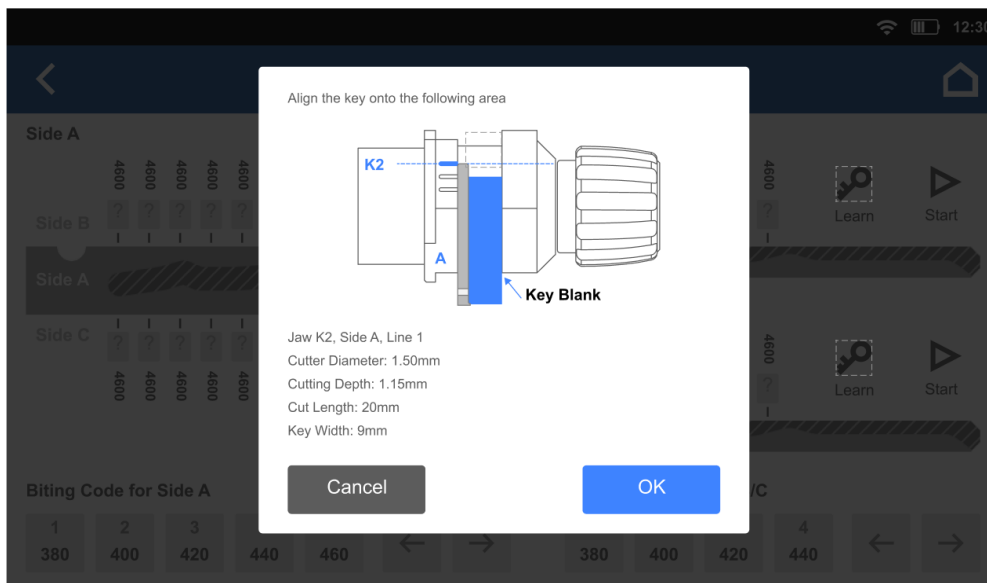 12:30
Align the key onto the following area
Side A
K2
A
Key Blank
4600 4600 4600 4600 4600
4600
Side B
? ? ? ? ?
?
Learn
Start
Side A
Side C
? ? ? ? ?
?
4600 4600 4600 4600 4600
4600
Learn
Start
Jaw K2, Side A, Line 1
Cutter Diameter: 1.50mm
Cutting Depth: 1.15mm
Cut Length: 20mm
Key Width: 9mm
Cancel
OK
Biting Code for Side A
/C
1 2 3
4
380 400 420 440 460
380 400 420 440